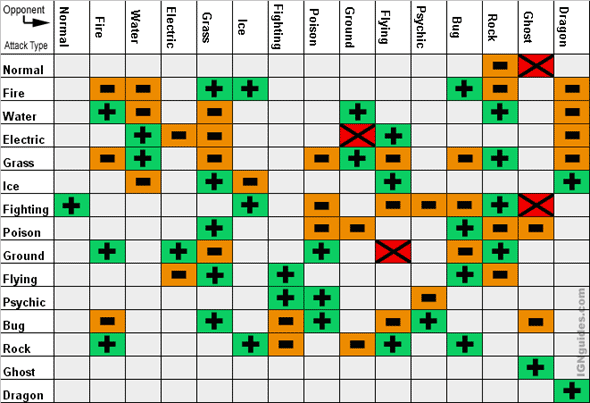 Opponent
Attack Type
Normal
Fire
Water
Electric
Grass
Ice
Fighting
Poison
Ground
Flying
Psychic
Bug
Rock
Ghost
Dragon
Normal
Fire
Water
Electric
Grass
Ice
Fighting
Poison
Ground
Flying
Psychic
Bug
Rock
Ghost
Dragon
IGNguides.com